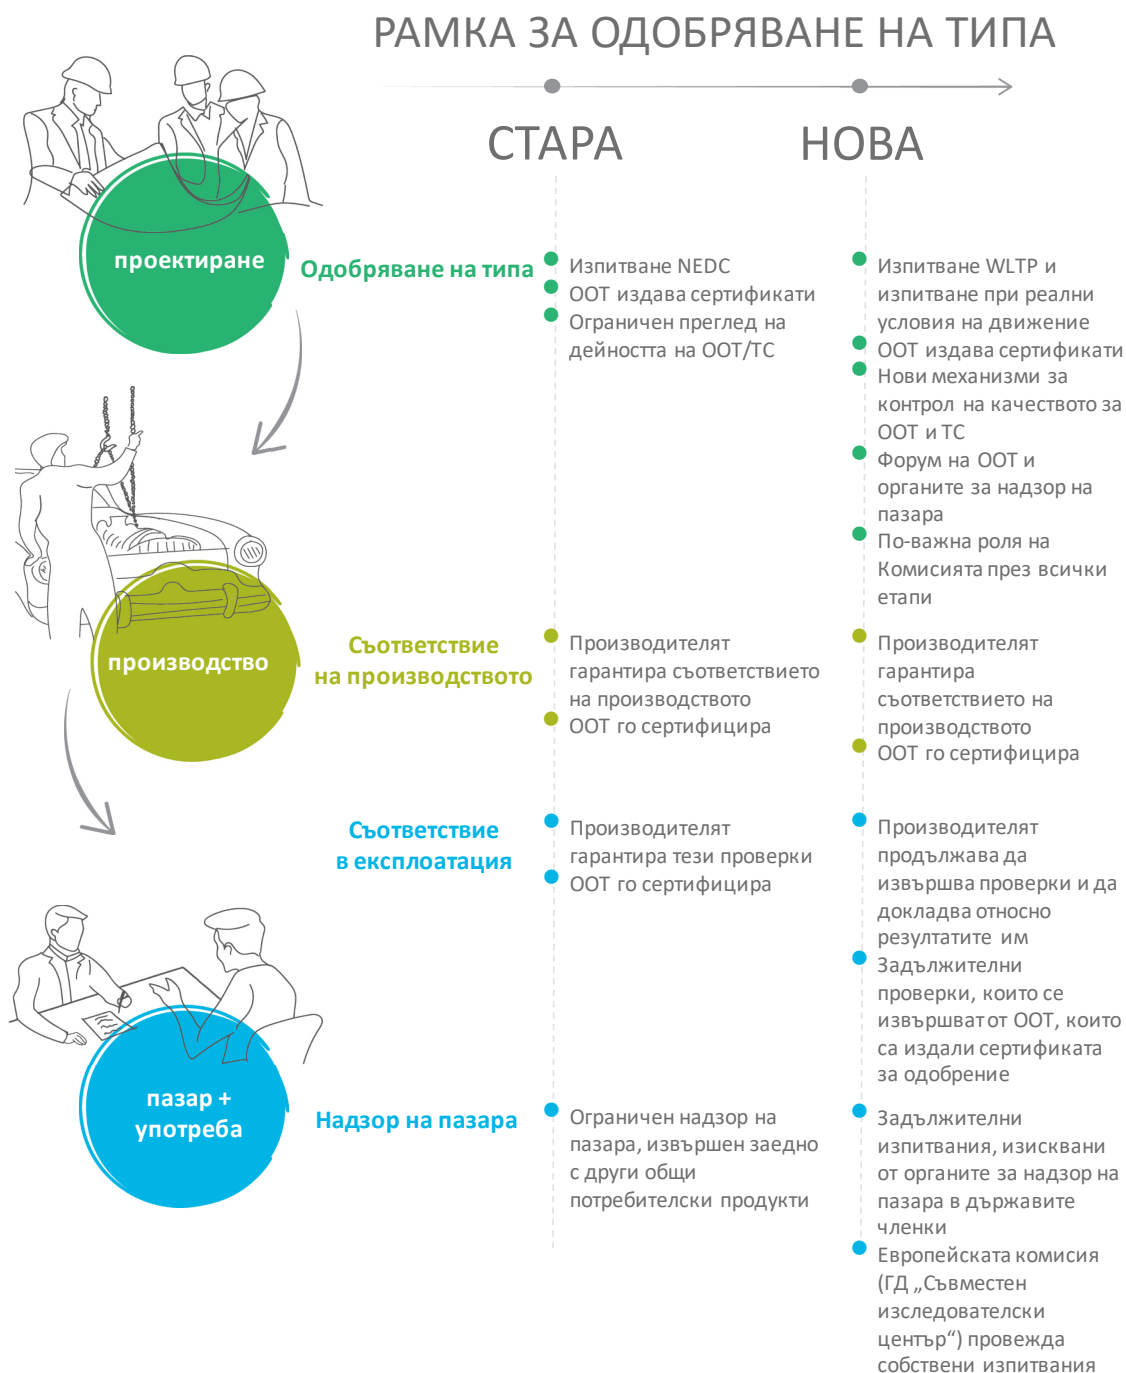 РАМКА ЗА ОДОБРЯВАНЕ НА ТИПА
СТАРА
НОВА
проектиране
Одобряване на типа
Изпитване NEDC
ООТ издава сертификати
Ограничен преглед на
дейността на ООТ/ТС
Изпитване WLTP и
изпитване при реални
условия на движение
ООТ издава сертификати
Нови механизми за
контрол на качеството за
ООТ и ТС
Форум на ООТ и
органите за надзор на
пазара
По-важна роля на
Комисията през всички
етапи
производство
Съответствие
на производството
Производителят
гарантира съответствието
на производството
ООТ го сертифицира
Производителят
гарантира
съответствието на
производството
ООТ го сертифицира
Съответствие
в експлоатация
Производителят
гарантира тези проверки
ООТ го сертифицира
Производителят
продължава да
извършва проверки и да
докладва относно
резултатите им
Задължителни
проверки, които се
извършват от ООТ, които
са издали сертификата
за одобрение
пазар +
употреба
Надзор на пазара
Ограничен надзор на
пазара, извършен заедно
с други общи
потребителски продукти
Задължителни
изпитвания, изисквани
от органите за надзор на
пазара в държавите
членки
Европейската комисия
(ГД „Съвместен
изследователски
център“) провежда
собствени изпитвания